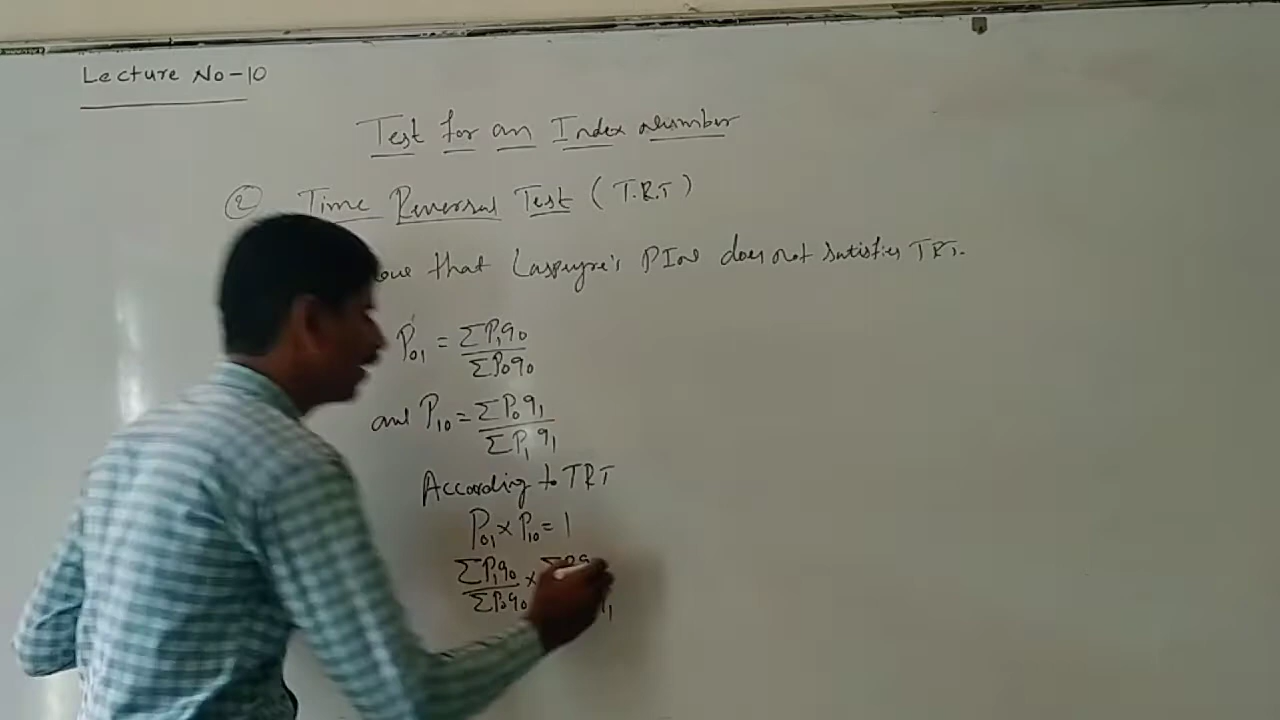 Lecture No-10
Test for an Index Number
② Time Reversal Test (T.R.T)
that Laspeyre's PIN does not satisfies TRT.
P₀₁ = ΣP₁q₀ / ΣP₀q₀
and P₁₀ = ΣP₀q₁ / ΣP₁q₁
According to TRT
P₀₁ × P₁₀ = 1
ΣP₁q₀ / ΣP₀q₀ ×